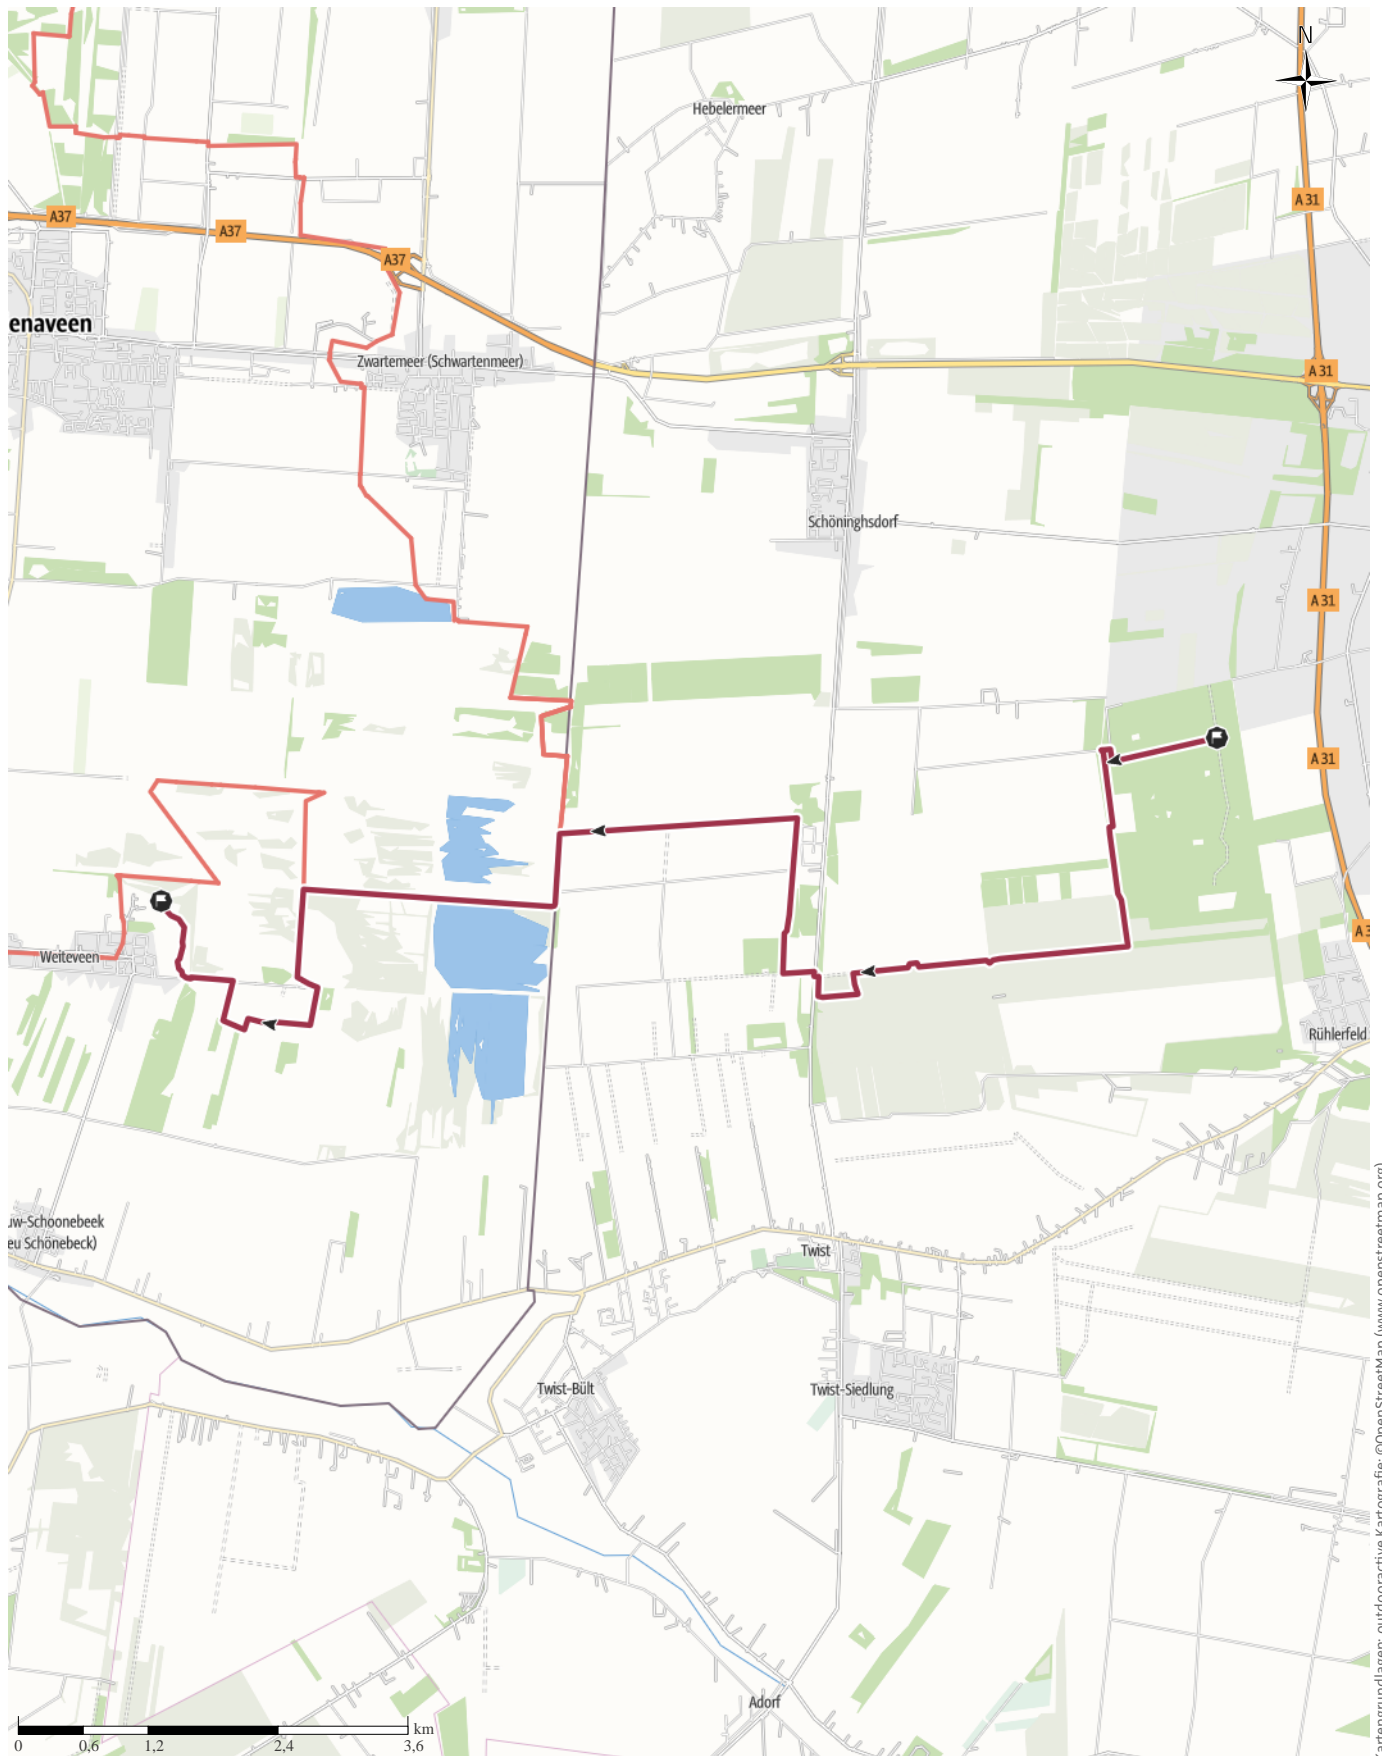 N
Hebelermeer
A 31
A37
A37
A37
enaveen
Zwartemeer (Schwartenmeer)
A 31
Schöninghsdorf
A 31
A 31
A 3
Weiteveen
Rühlerfeld
uw-Schoonebeek
eu Schönebeck)
Twist
Twist-Bült
Twist-Siedlung
Adorf
km
0 0,6 1,2 2,4 3,6
artengrundlagen: outdooractive Kartografie; ©OpenStreetMap (www.openstreetmap.org)